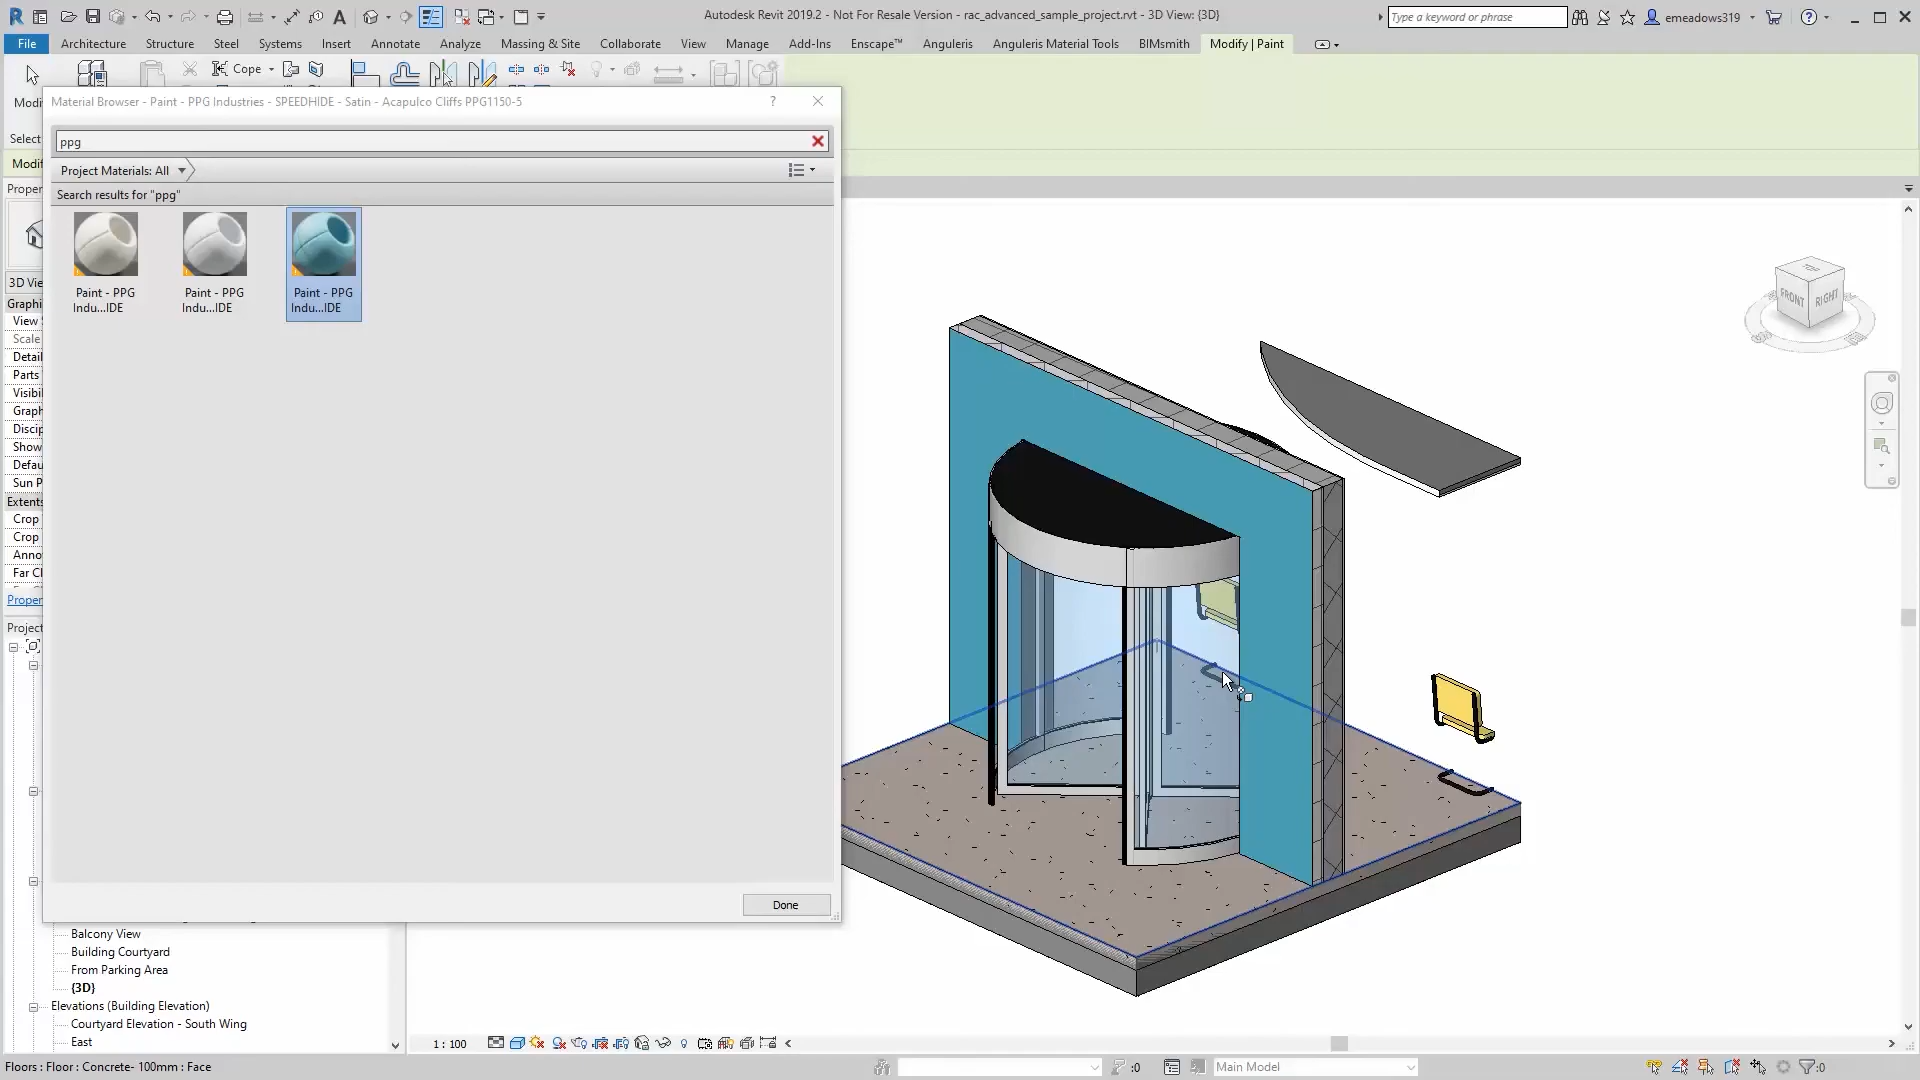 Autodesk Revit 2019.2 - Not For Resale Version - rac_advanced_sample_project.rvt - 3D View: {3D}
Type a keyword or phrase
emeadows319
File Architecture Structure Steel Systems Insert Annotate Analyze Massing & Site Collaborate View Manage Add-Ins Enscape™ Anguleris Anguleris Material Tools BIMsmith Modify | Paint
Cope
Modi
Material Browser - Paint - PPG Industries - SPEEDHIDE - Satin - Acapulco Cliffs PPG1150-5
Select
ppg
Modif
Project Materials: All
Proper
Search results for "ppg"
Paint - PPG Indu...IDE
Paint - PPG Indu...IDE
Paint - PPG Indu...IDE
3D Vie
Graphi
View
Scale
Detail
Parts
Visibil
Graph
Discip
Show
Defau
Sun P
Extents
Crop
Crop
Anno
Far Cl
Proper
Project
TOP
FRONT
RIGHT
Done
Balcony View
Building Courtyard
From Parking Area
{3D}
Elevations (Building Elevation)
Courtyard Elevation - South Wing
East
1 : 100
Floors : Floor : Concrete- 100mm : Face
:0
Main Model
:0